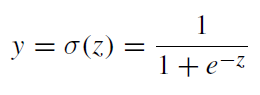 y = σ(z) = 1 / (1 + e^{-z})